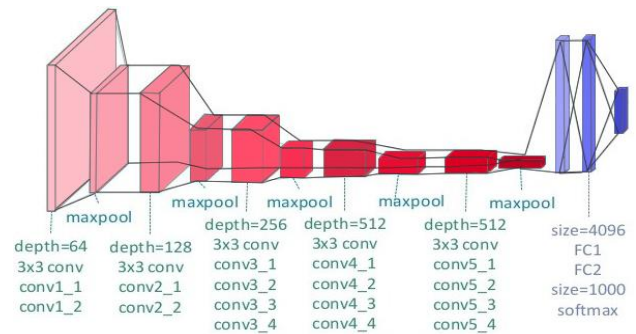 maxpool
maxpool
maxpool
maxpool
maxpool
depth=64
3x3 conv
conv1_1
conv1_2
depth=128
3x3 conv
conv2_1
conv2_2
depth=256
3x3 conv
conv3_1
conv3_2
conv3_3
conv3_4
depth=512
3x3 conv
conv4_1
conv4_2
conv4_3
conv4_4
depth=512
3x3 conv
conv5_1
conv5_2
conv5_3
conv5_4
size=4096
FC1
FC2
size=1000
softmax